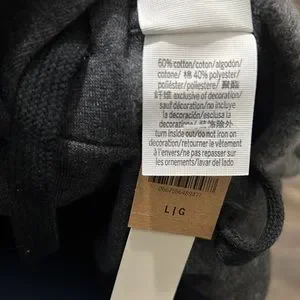 60% cotton/coton/algodón/
cotone/ 棉 40% polyester/
poliéster/poliestere/ 聚酯
纤维 exclusive of decoration/
sauf décoration/no incluye
la decoración/esclusa la
decorazione/ 装饰除外
turn inside out/do not iron on
decoration/retourner le vêtement
à l'envers/ne pas repasser sur
les ornements/lavar del lado
L|G